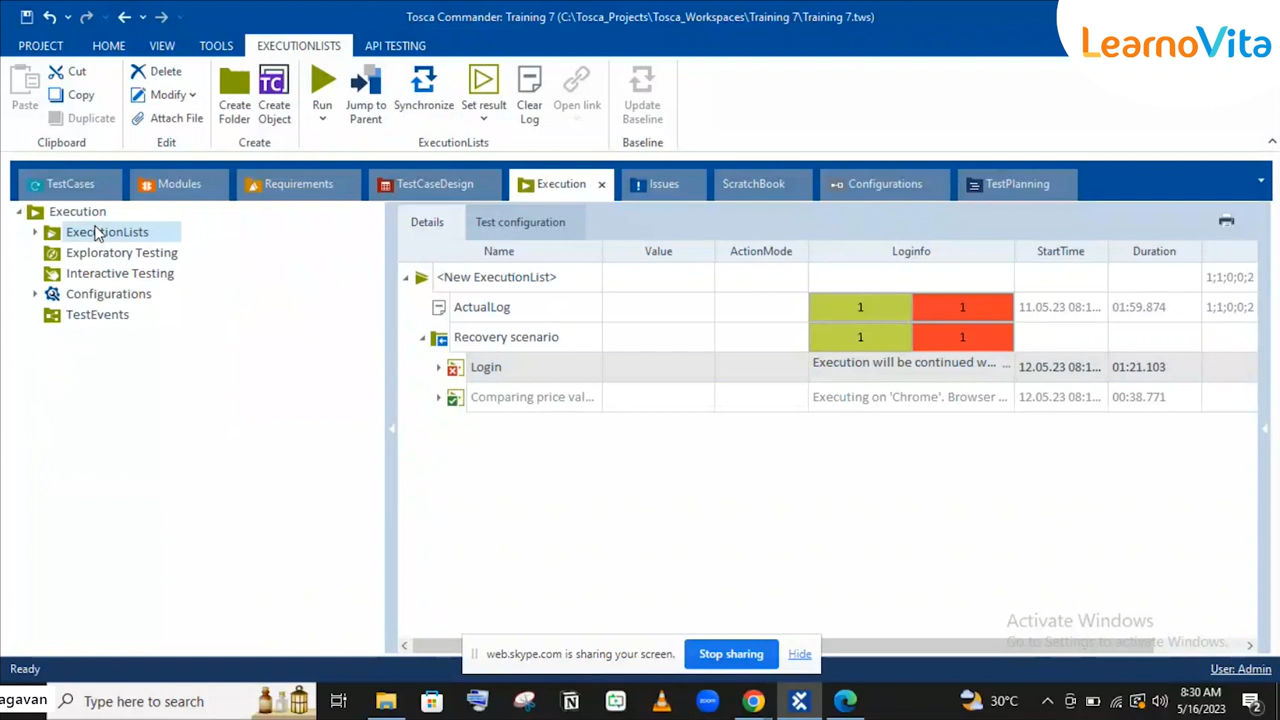 Tosca Commander: Training 7 (C:\Tosca_Projects\Tosca_Workspaces\Training 7\Training 7.tws)
LearnoVita
PROJECT HOME VIEW TOOLS EXECUTIONLISTS API TESTING
Paste
Cut
Copy
Duplicate
Clipboard
Delete
Modify
Attach File
Edit
Create Folder
Create Object
Create
Run
Jump to Parent
Synchronize
Set result
Clear Log
Open link
ExecutionLists
Update Baseline
Baseline
TestCases Modules Requirements TestCaseDesign Execution x Issues ScratchBook Configurations TestPlanning
Execution
ExecutionLists
Exploratory Testing
Interactive Testing
Configurations
TestEvents
Details Test configuration
Name Value ActionMode Loginfo StartTime Duration
<New ExecutionList> 1;1;0;0;2
ActualLog 1 1 11.05.23 08:1... 01:59.874 1;1;0;0;2
Recovery scenario 1 1
Login Execution will be continued w... ... 12.05.23 08:1... 01:21.103
Comparing price val... Executing on 'Chrome'. Browser ... 12.05.23 08:1... 00:38.771
Activate Windows
Go to Settings to activate Windows.
web.skype.com is sharing your screen. Stop sharing Hide
Ready User: Admin
agavan Type here to search 30°C 8:30 AM
5/16/2023 2